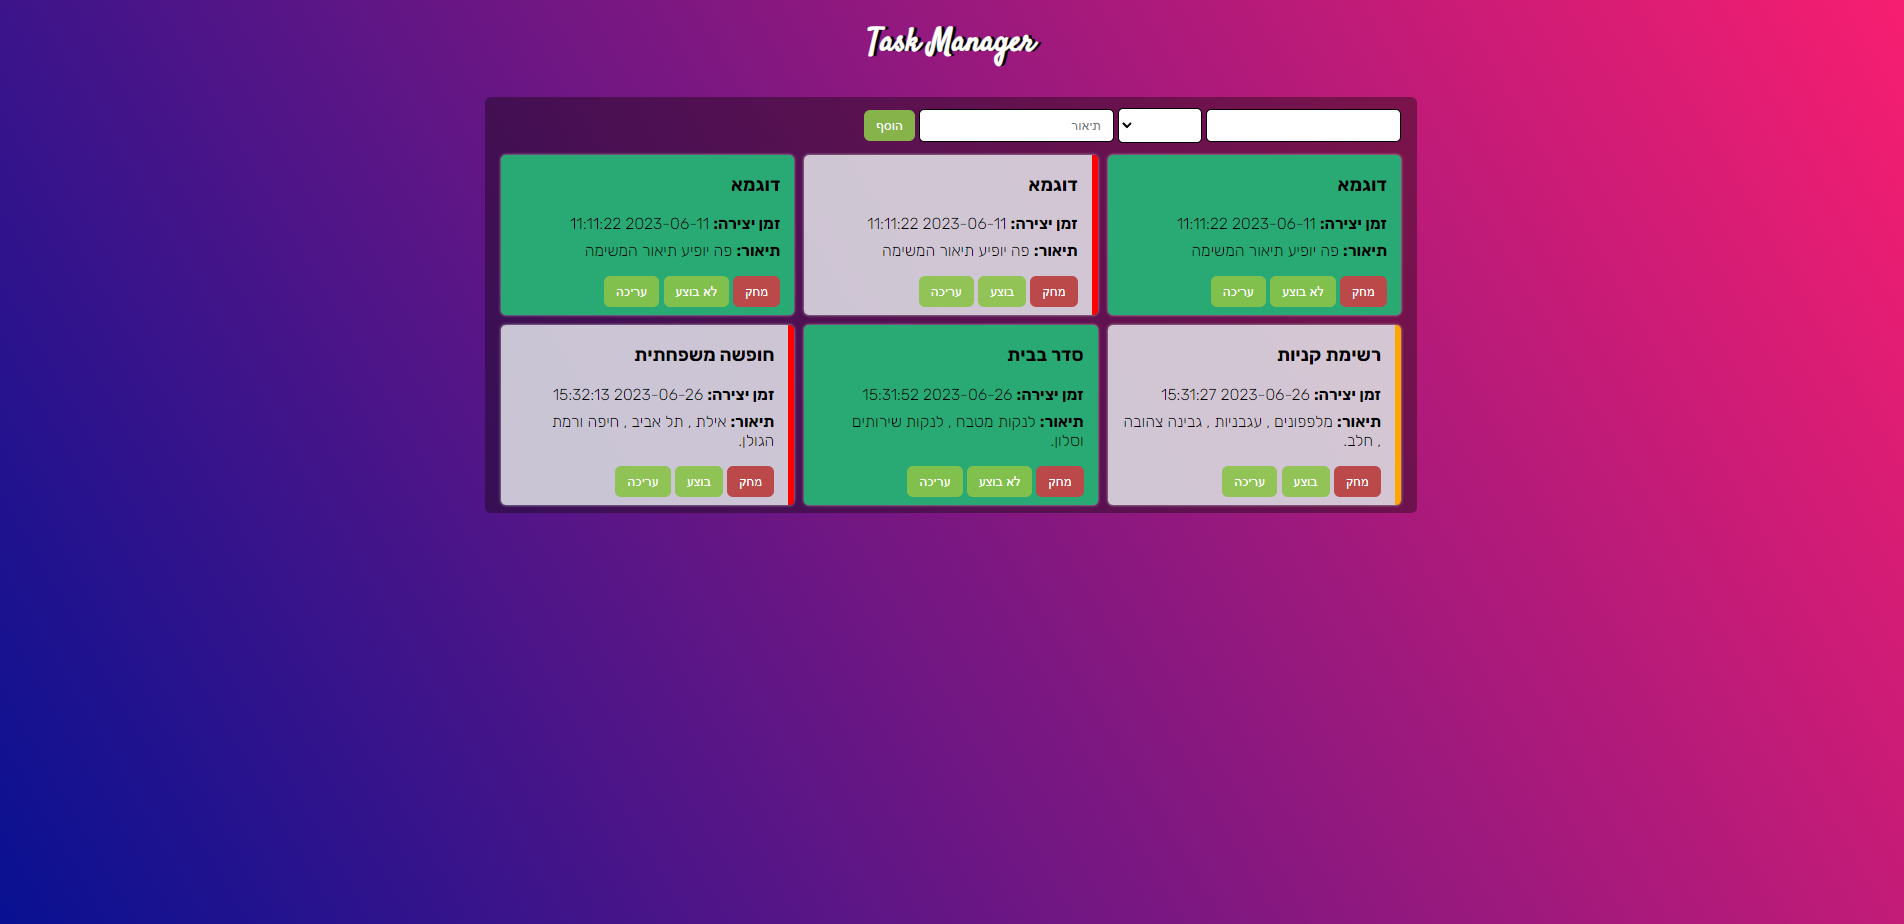 Task Manager
תיאור
הוסף
דוגמא
זמן יצירה: 2023-06-11 11:11:22
תיאור: פה יופיע תיאור המשימה
מחק
לא בוצע
עריכה
דוגמא
זמן יצירה: 2023-06-11 11:11:22
תיאור: פה יופיע תיאור המשימה
מחק
בוצע
עריכה
דוגמא
זמן יצירה: 2023-06-11 11:11:22
תיאור: פה יופיע תיאור המשימה
מחק
לא בוצע
עריכה
רשימת קניות
זמן יצירה: 2023-06-26 15:31:27
תיאור: מלפפונים , עגבניות , גבינה צהובה
, חלב.
מחק
בוצע
עריכה
סדר בבית
זמן יצירה: 2023-06-26 15:31:52
תיאור: לנקות מטבח , לנקות שירותים
וסלון.
מחק
לא בוצע
עריכה
חופשה משפחתית
זמן יצירה: 2023-06-26 15:32:13
תיאור: אילת , תל אביב , חיפה ורמת
הגולן.
מחק
בוצע
עריכה